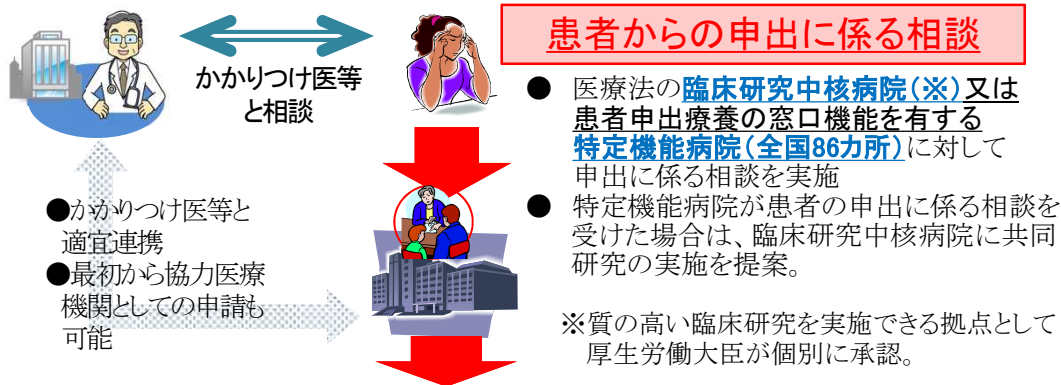 患者からの申出に係る相談
かかりつけ医等
と相談
● 医療法の臨床研究中核病院(※)又は
患者申出療養の窓口機能を有する
特定機能病院(全国86カ所)に対して
申出に係る相談を実施
● 特定機能病院が患者の申出に係る相談を
受けた場合は、臨床研究中核病院に共同
研究の実施を提案。
※質の高い臨床研究を実施できる拠点として
厚生労働大臣が個別に承認。
●かかりつけ医等と
適宜連携
●最初から協力医療
機関としての申請も
可能